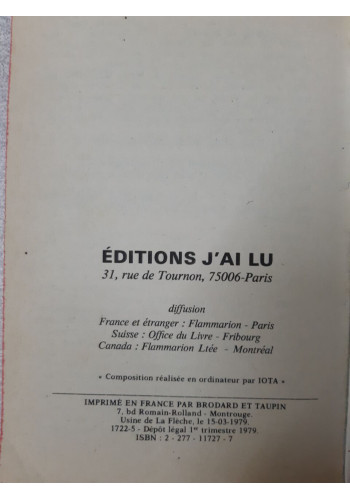 ÉDITIONS J'AI LU
31, rue de Tournon, 75006-Paris
diffusion
France et étranger : Flammarion - Paris
Suisse : Office du Livre - Fribourg
Canada : Flammarion Ltée - Montréal
« Composition réalisée en ordinateur par IOTA »
IMPRIMÉ EN FRANCE PAR BRODARD ET TAUPIN
7, bd Romain-Rolland - Montrouge.
Usine de La Flèche, le 15-03-1979.
1722-5 - Dépôt légal 1er trimestre 1979.
ISBN : 2 - 277 - 11727 - 7